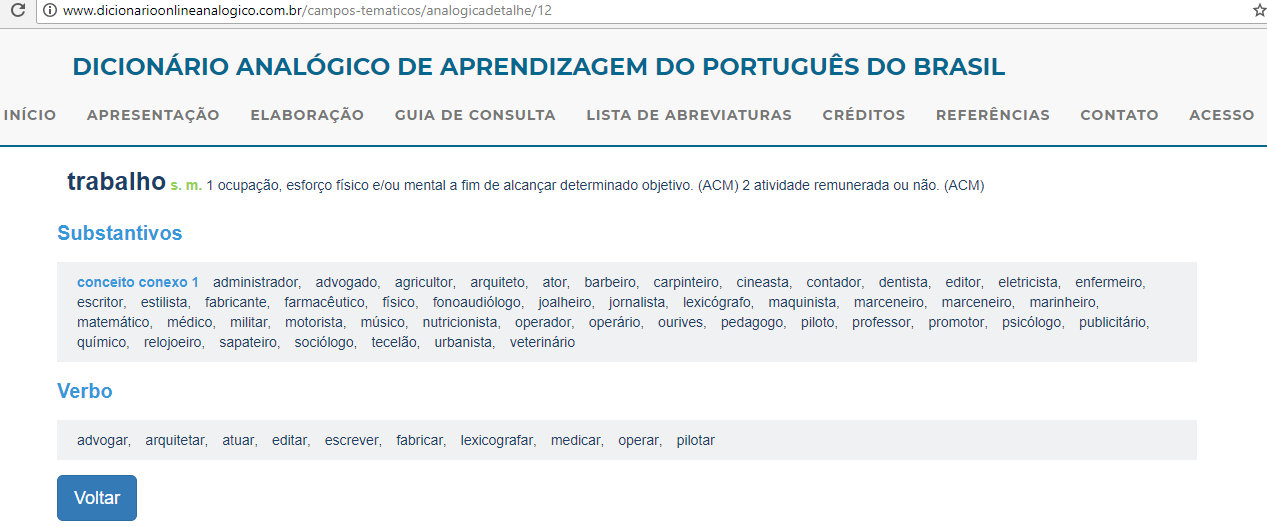 www.dicionarioonlineanalogico.com.br/campos-tematicos/analogicadetalhe/12
DICIONÁRIO ANALÓGICO DE APRENDIZAGEM DO PORTUGUÊS DO BRASIL
INÍCIO APRESENTAÇÃO ELABORAÇÃO GUIA DE CONSULTA LISTA DE ABREVIATURAS CRÉDITOS REFERÊNCIAS CONTATO ACESSO
trabalho s. m. 1 ocupação, esforço físico e/ou mental a fim de alcançar determinado objetivo. (ACM) 2 atividade remunerada ou não. (ACM)
Substantivos
conceito conexo 1 administrador, advogado, agricultor, arquiteto, ator, barbeiro, carpinteiro, cineasta, contador, dentista, editor, eletricista, enfermeiro,
escritor, estilista, fabricante, farmacêutico, físico, fonoaudiólogo, joalheiro, jornalista, lexicógrafo, maquinista, marceneiro, marceneiro, marinheiro,
matemático, médico, militar, motorista, músico, nutricionista, operador, operário, ourives, pedagogo, piloto, professor, promotor, psicólogo, publicitário,
químico, relojoeiro, sapateiro, sociólogo, tecelão, urbanista, veterinário
Verbo
advogar, arquitetar, atuar, editar, escrever, fabricar, lexicografar, medicar, operar, pilotar
Voltar